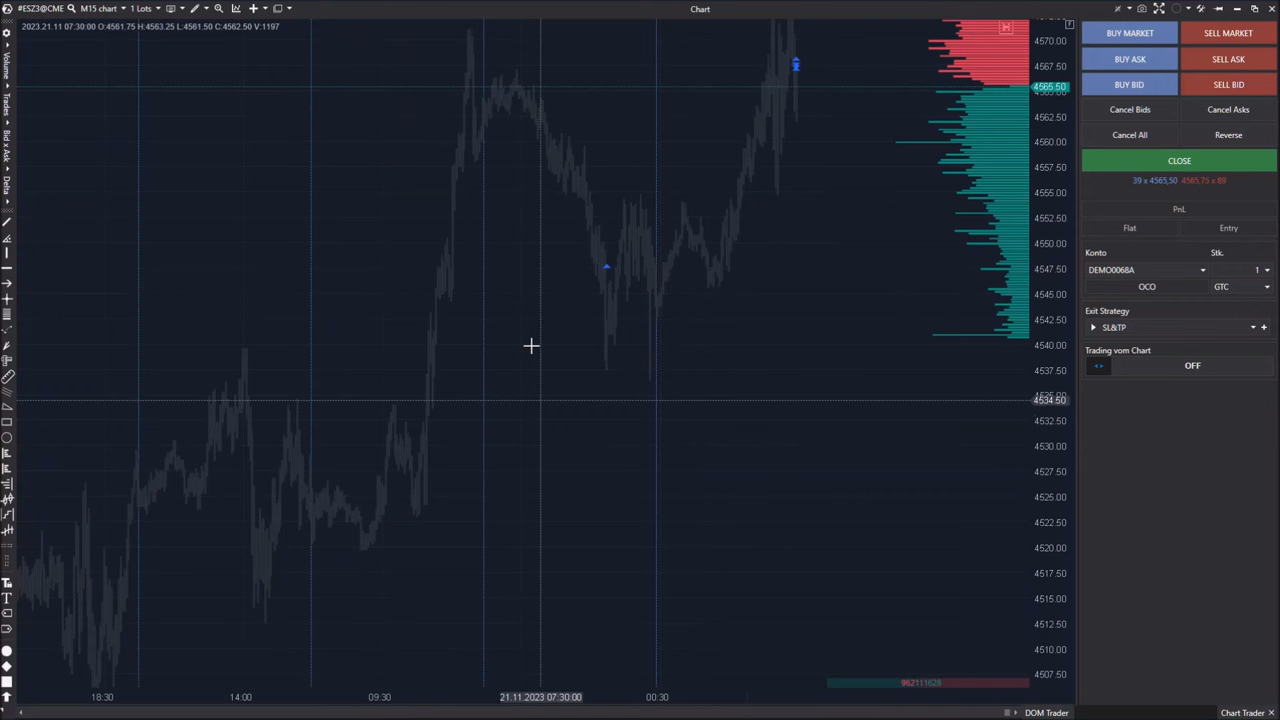 #ESZ3@CME M15 chart 1 Lots Chart
2023.21.11 07:30:00 O:4561.75 H:4563.25 L:4561.50 C:4562.50 V:1197
Volume
Trades
Bid x Ask
Delta
4570.00
4567.50
4565.50
4562.50
4560.00
4557.50
4555.00
4552.50
4550.00
4547.50
4545.00
4542.50
4540.00
4537.50
4534.50
4532.50
4530.00
4527.50
4525.00
4522.50
4520.00
4517.50
4515.00
4512.50
4510.00
4507.50
18:30 14:00 09:30 21.11.2023 07:30:00 00:30
BUY MARKET SELL MARKET
BUY ASK SELL ASK
BUY BID SELL BID
Cancel Bids Cancel Asks
Cancel All Reverse
CLOSE
39 x 4565,50 4565,75 x 89
PnL
Flat Entry
Konto Stk.
DEMO0068A 1
OCO GTC
Exit Strategy
SL&TP
Trading vom Chart
OFF
DOM Trader Chart Trader